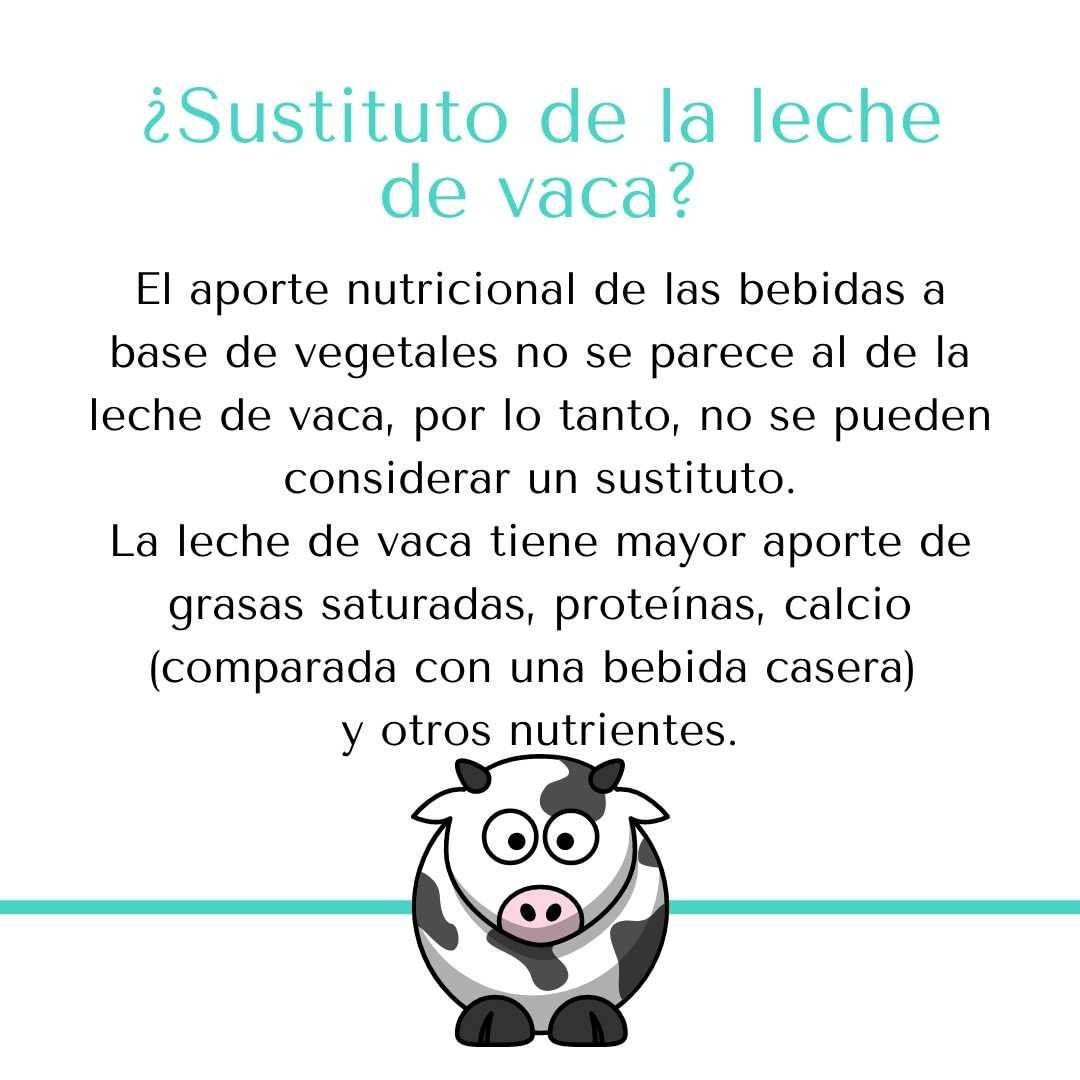 ¿Sustituto de la leche
de vaca?
El aporte nutricional de las bebidas a
base de vegetales no se parece al de la
leche de vaca, por lo tanto, no se pueden
considerar un sustituto.
La leche de vaca tiene mayor aporte de
grasas saturadas, proteínas, calcio
(comparada con una bebida casera)
y otros nutrientes.